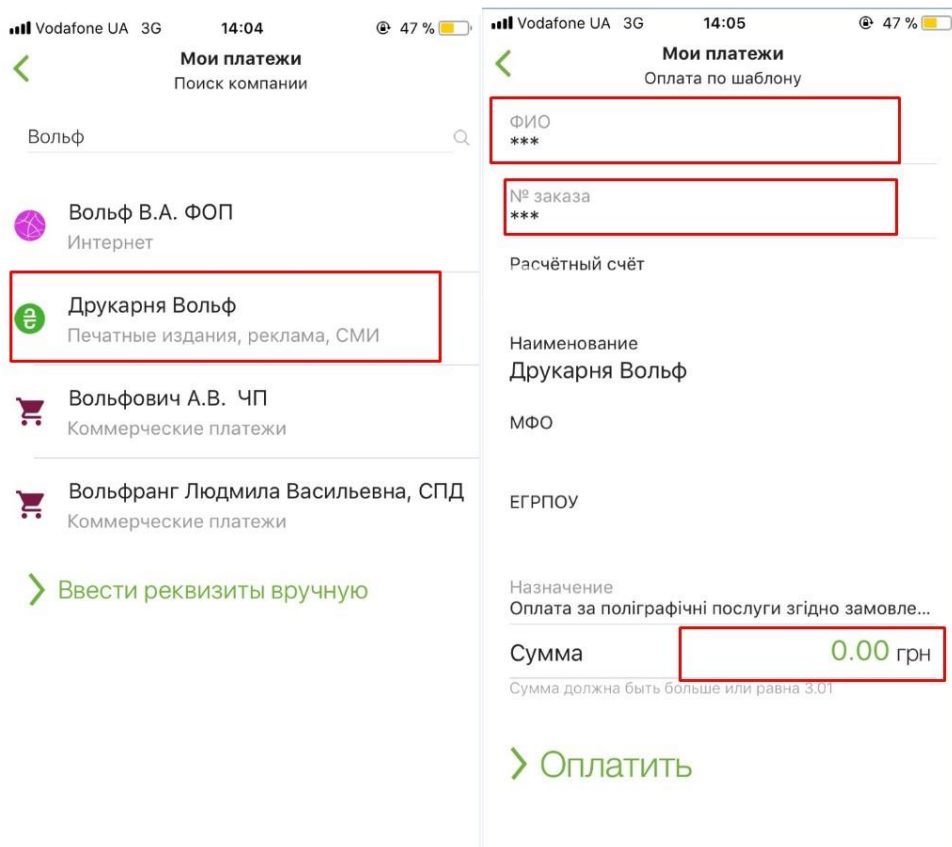 Vodafone UA 3G 14:04 47 %
Мои платежи
Поиск компании
Вольф
Вольф В.А. ФОП
Интернет
Друкарня Вольф
Печатные издания, реклама, СМИ
Вольфович А.В. ЧП
Коммерческие платежи
Вольфранг Людмила Васильевна, СПД
Коммерческие платежи
Ввести реквизиты вручную
Vodafone UA 3G 14:05 47 %
Мои платежи
Оплата по шаблону
ФИО
***
№ заказа
***
Расчётный счёт
Наименование
Друкарня Вольф
МФО
ЕГРПОУ
Назначение
Оплата за поліграфічні послуги згідно замовле...
Сумма 0.00 грн
Сумма должна быть больше или равна 3.01
Оплатить